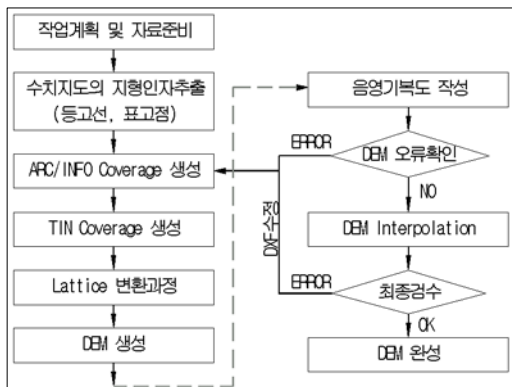 작업계획 및 자료준비
수치지도의 지형인자추출
(등고선, 표고점)
ARC/INFO Coverage 생성
TIN Coverage 생성
Lattice 변환과정
DEM 생성
음영기복도 작성
ERROR
DEM 오류확인
NO
DXF수정
DEM Interpolation
ERROR
최종검수
OK
DEM 완성